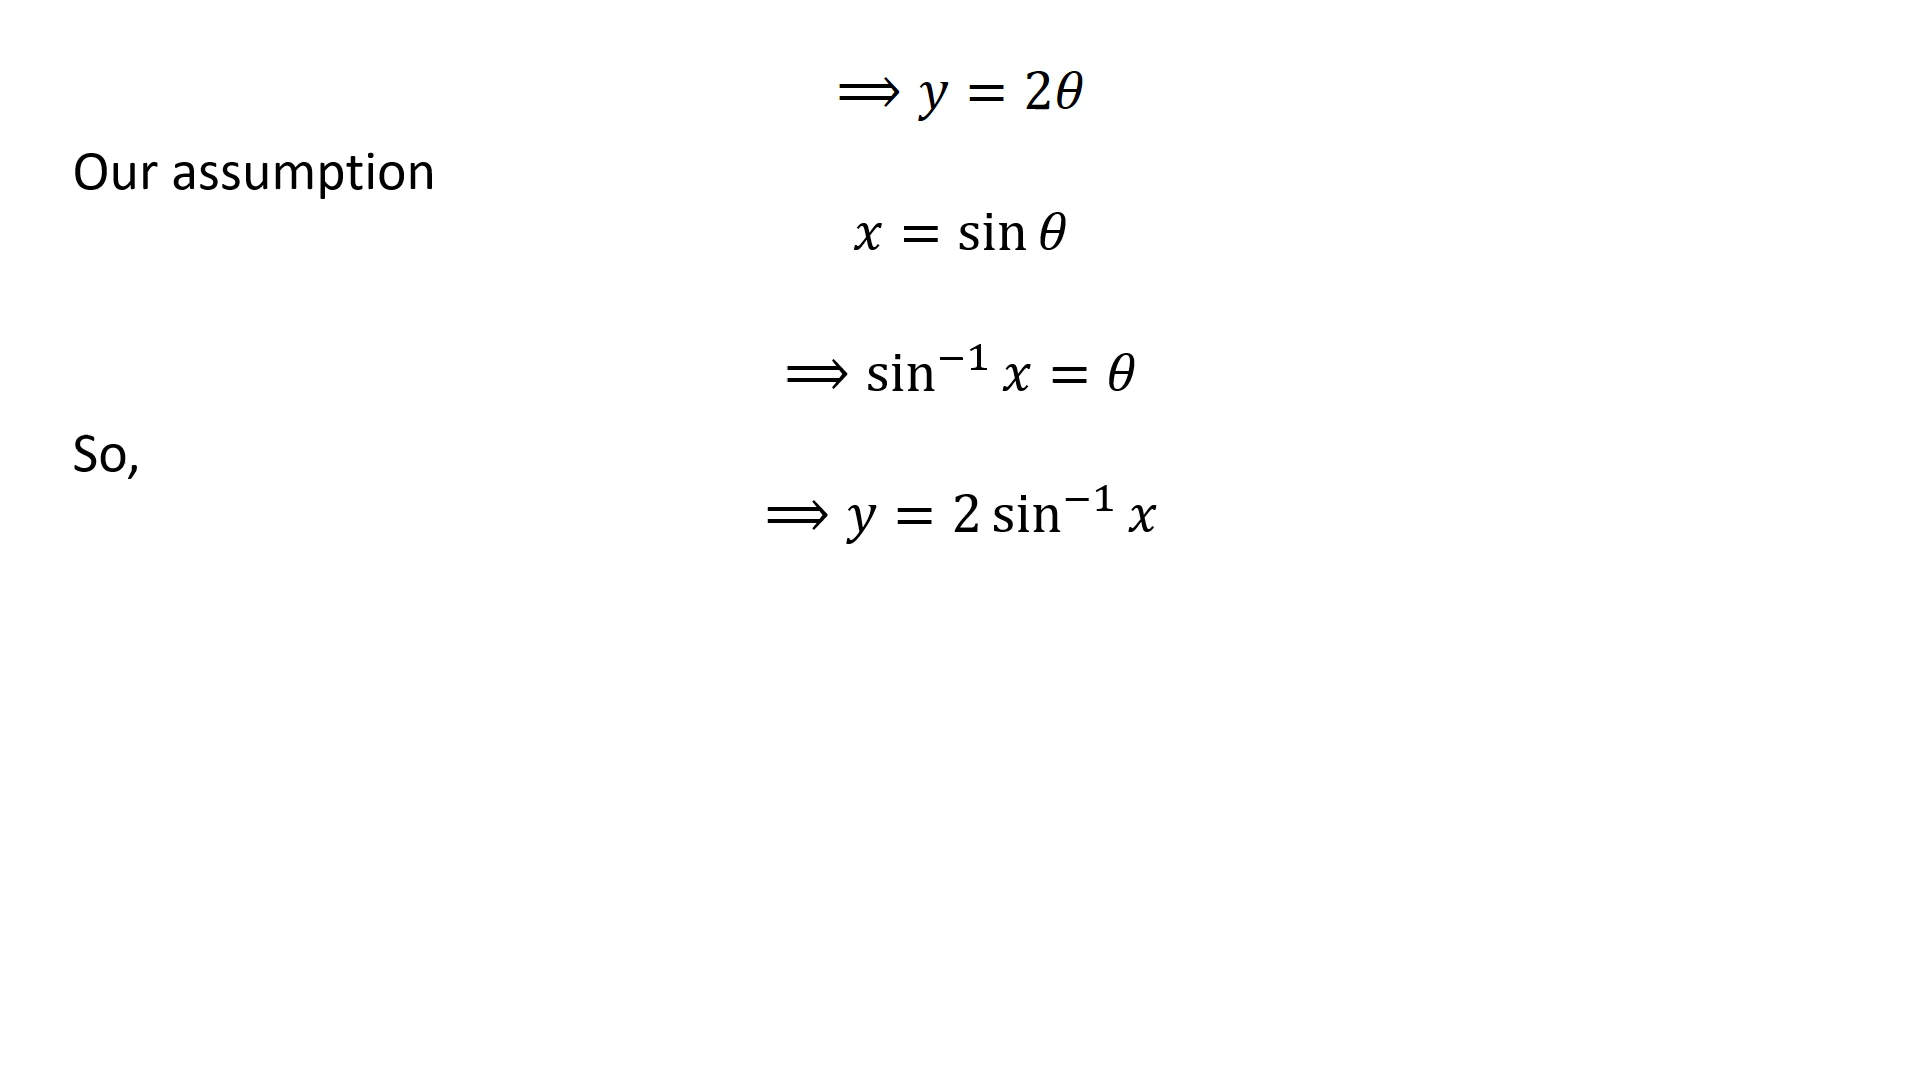 ⟹ 𝑦 = 2𝜃
Our assumption
𝑥 = sin 𝜃
⟹ sin⁻¹ 𝑥 = 𝜃
So,
⟹ 𝑦 = 2 sin⁻¹ 𝑥